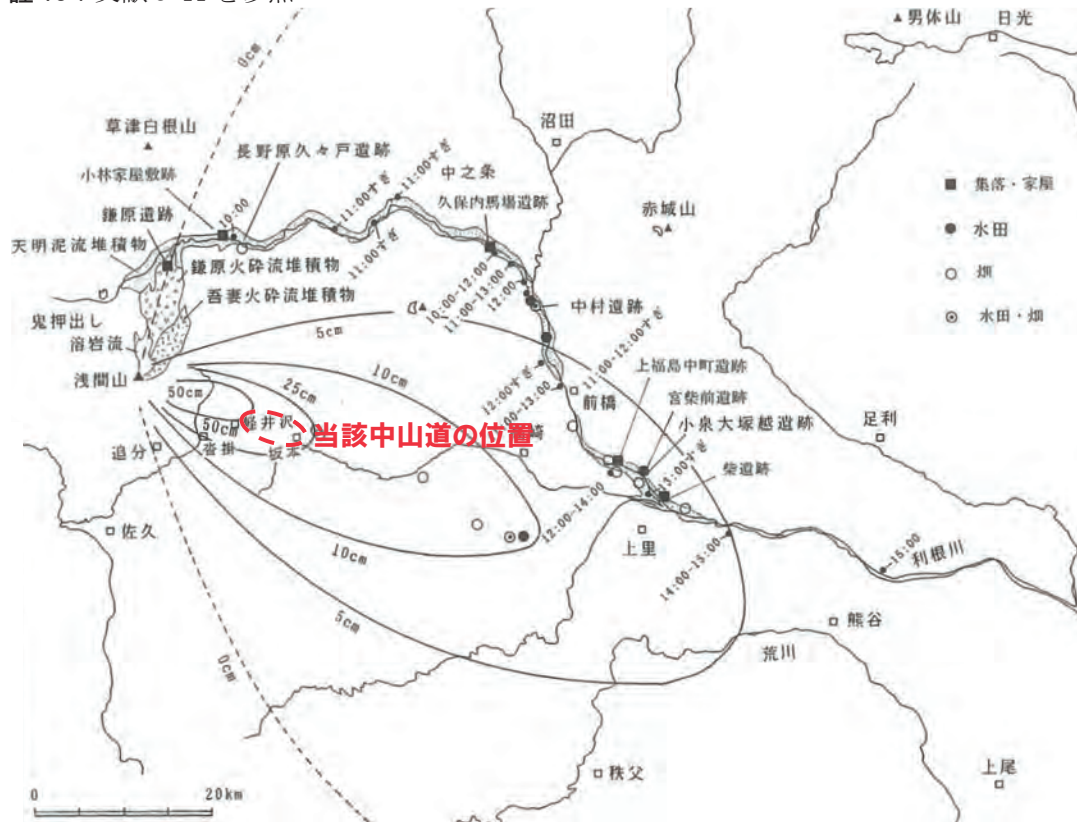 男体山
日光
0cm
草津白根山
沼田
長野原久々戸遺跡
小林家屋敷跡
11:00すぎ
11:00すぎ
中之条
久保内馬場遺跡
赤城山
集落・家屋
鎌原遺跡
10:00
水田
天明泥流堆積物
11:00すぎ
畑
鎌原火砕流堆積物
10:00-12:00
11:00-13:00
12:00
中村遺跡
水田・畑
吾妻火砕流堆積物
鬼押出し
溶岩流
5cm
浅間山
10cm
12:00すぎ
11:00-12:00すぎ
上福島中町遺跡
宮柴前遺跡
50cm
25cm
前橋
小泉大塚越遺跡
足利
50cm
軽井沢
当該中山道の位置
追分
沓掛
坂本
13:00すぎ
柴遺跡
12:00-14:00
佐久
上里
10cm
14:00-15:00
15:00
利根川
5cm
熊谷
荒川
0cm
秩父
上尾
0
20km